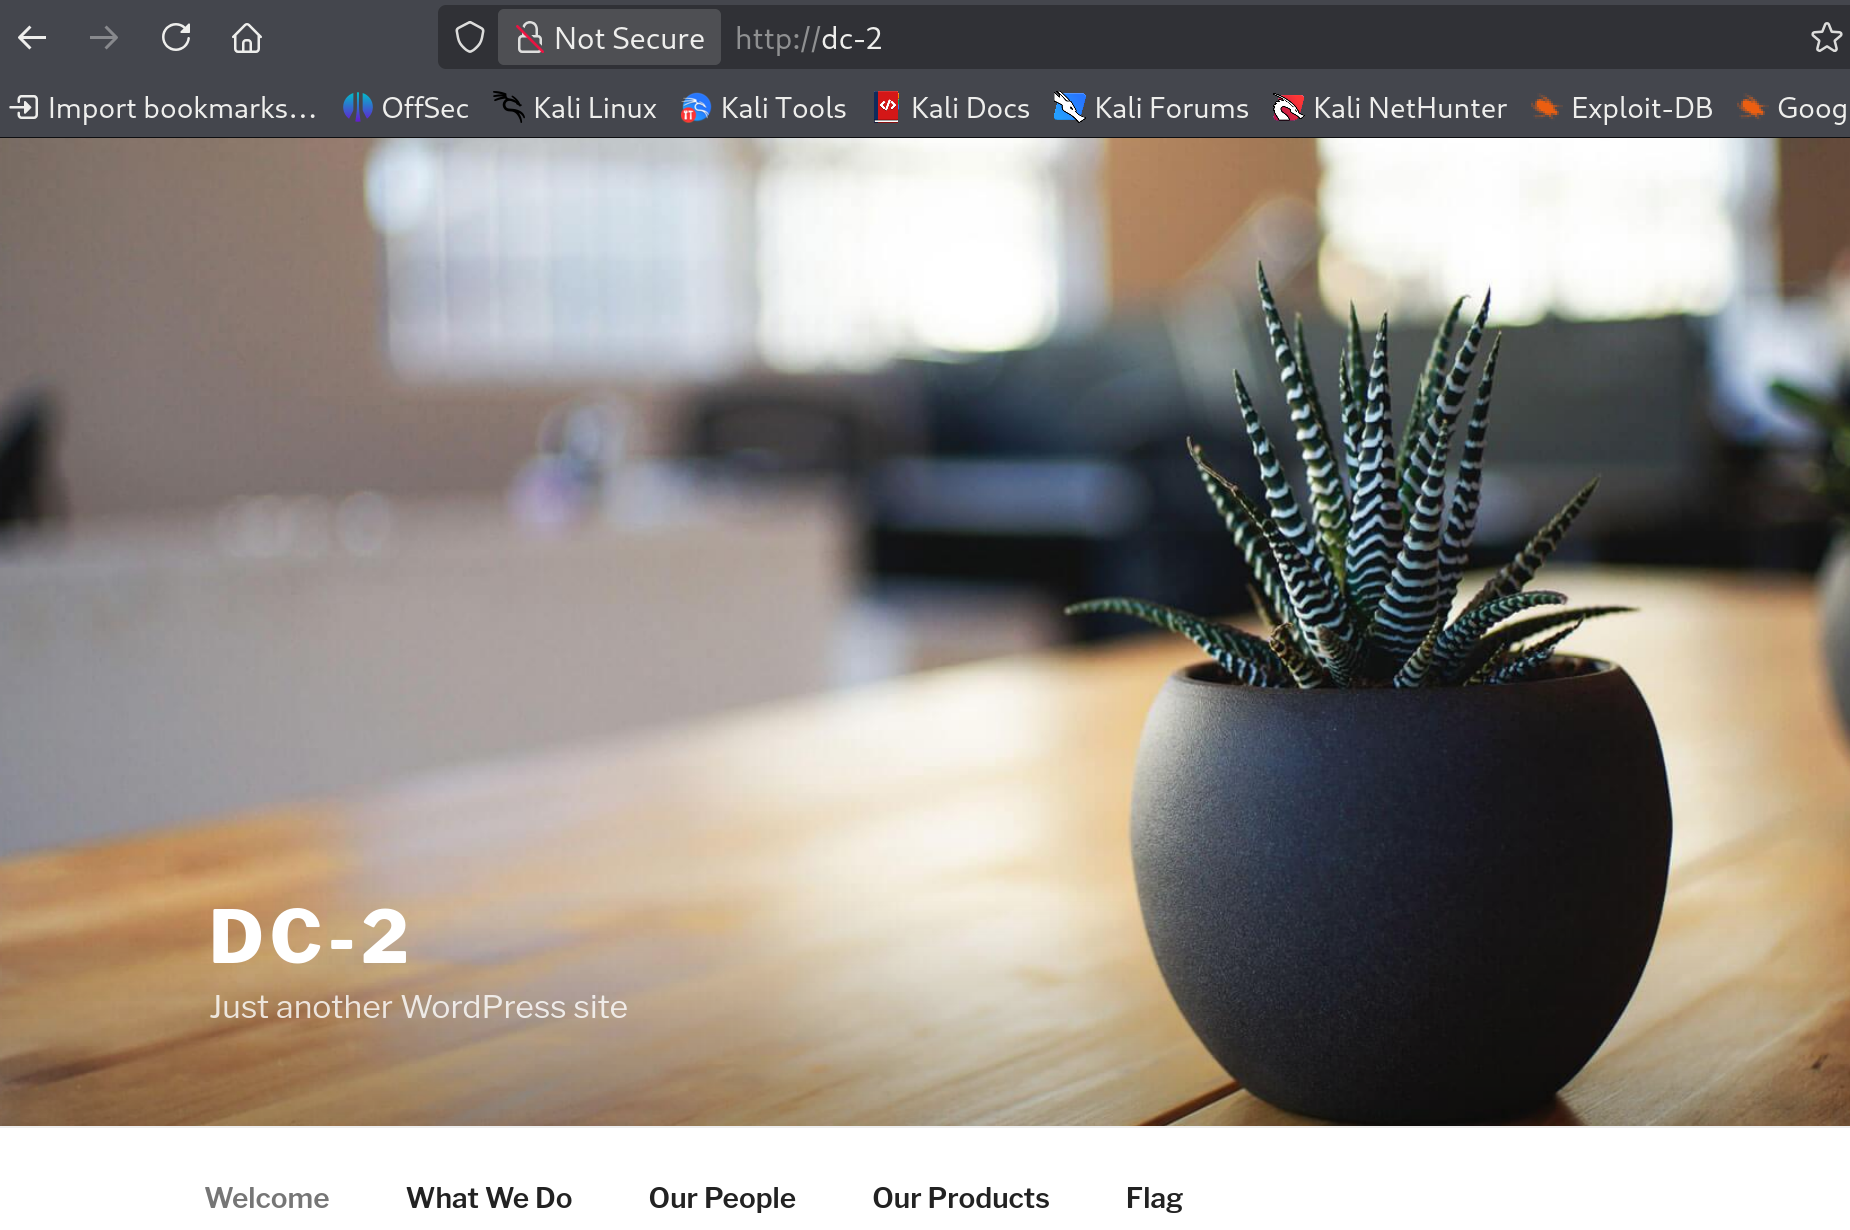 Not Secure http://dc-2
Import bookmarks... OffSec Kali Linux Kali Tools Kali Docs Kali Forums Kali NetHunter Exploit-DB Goog
DC-2
Just another WordPress site
Welcome What We Do Our People Our Products Flag